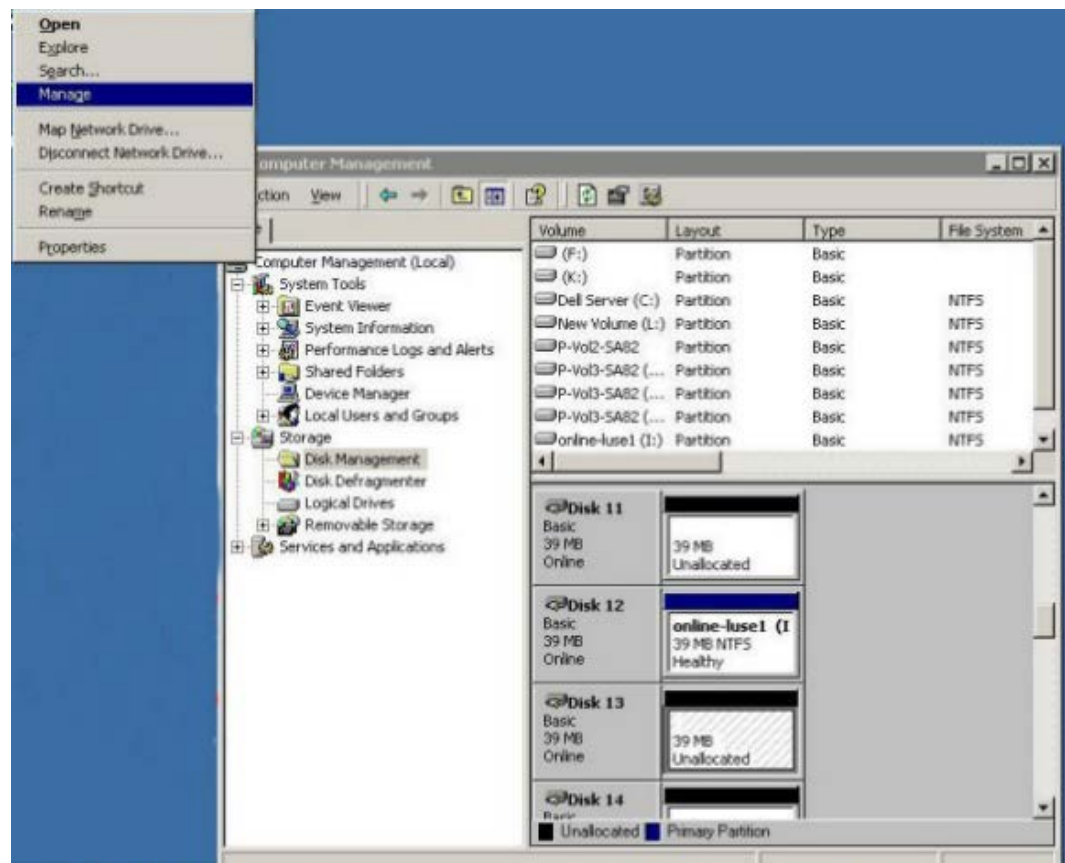 Open
Explore
Search...
Manage
Map Network Drive...
Disconnect Network Drive...
Create Shortcut
Rename
Properties
omputer Management
ction View
Computer Management (Local)
System Tools
Event Viewer
System Information
Performance Logs and Alerts
Shared Folders
Device Manager
Local Users and Groups
Storage
Disk Management
Disk Defragmenter
Logical Drives
Removable Storage
Services and Applications
Volume Layout Type File System
(F:) Partition Basic
(K:) Partition Basic
Dell Server (C:) Partition Basic NTFS
New Volume (L:) Partition Basic NTFS
P-Vol2-SA82 Partition Basic NTFS
P-Vol3-SA82 (... Partition Basic NTFS
P-Vol3-SA82 (... Partition Basic NTFS
P-Vol3-SA82 (... Partition Basic NTFS
online-luse1 (I:) Partition Basic NTFS
Disk 11
Basic
39 MB
Online
39 MB
Unallocated
Disk 12
Basic
39 MB
Online
online-luse1 (I
39 MB NTFS
Healthy
Disk 13
Basic
39 MB
Online
39 MB
Unallocated
Disk 14
Basic
Unallocated Primary Partition